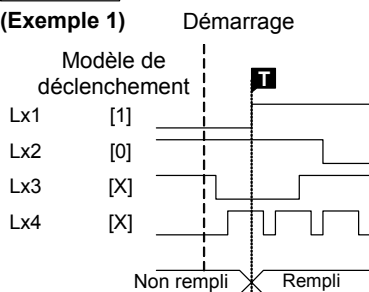 (Exemple 1) Démarrage
Modèle de
déclenchement
T
Lx1 [1]
Lx2 [0]
Lx3 [X]
Lx4 [X]
Non rempli Rempli